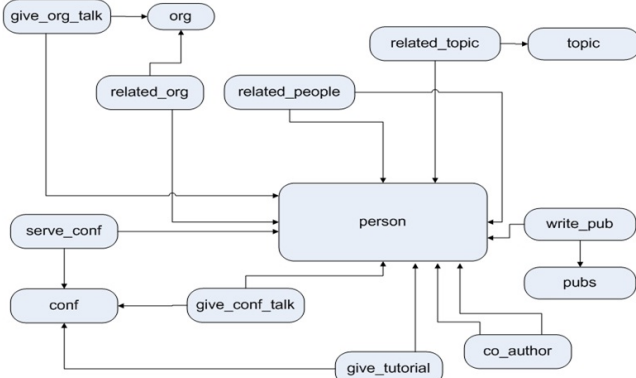 give_org_talk
org
related_topic
topic
related_org
related_people
person
serve_conf
write_pub
conf
give_conf_talk
pubs
co_author
give_tutorial